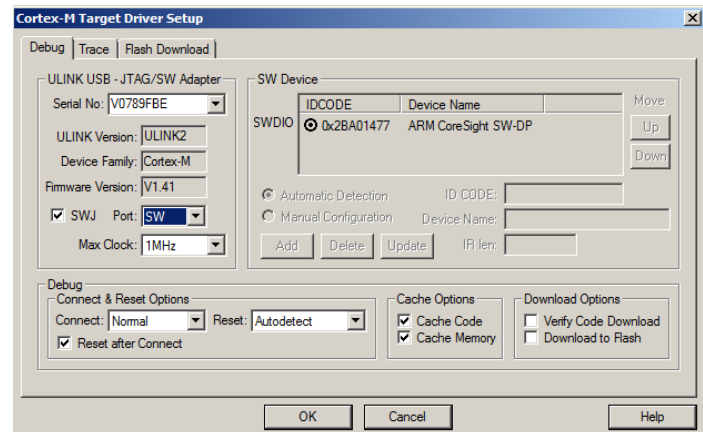 Cortex-M Target Driver Setup
Debug Trace Flash Download
ULINK USB - JTAG/SW Adapter
Serial No: V0789FBE
ULINK Version: ULINK2
Device Family: Cortex-M
Firmware Version: V1.41
SWJ Port: SW
Max Clock: 1MHz
SW Device
IDCODE Device Name Move
SWDIO 0x2BA01477 ARM CoreSight SW-DP Up
Down
Automatic Detection ID CODE:
Manual Configuration Device Name:
Add Delete Update IR len:
Debug
Connect & Reset Options
Connect: Normal Reset: Autodetect
Reset after Connect
Cache Options
Cache Code
Cache Memory
Download Options
Verify Code Download
Download to Flash
OK Cancel Help